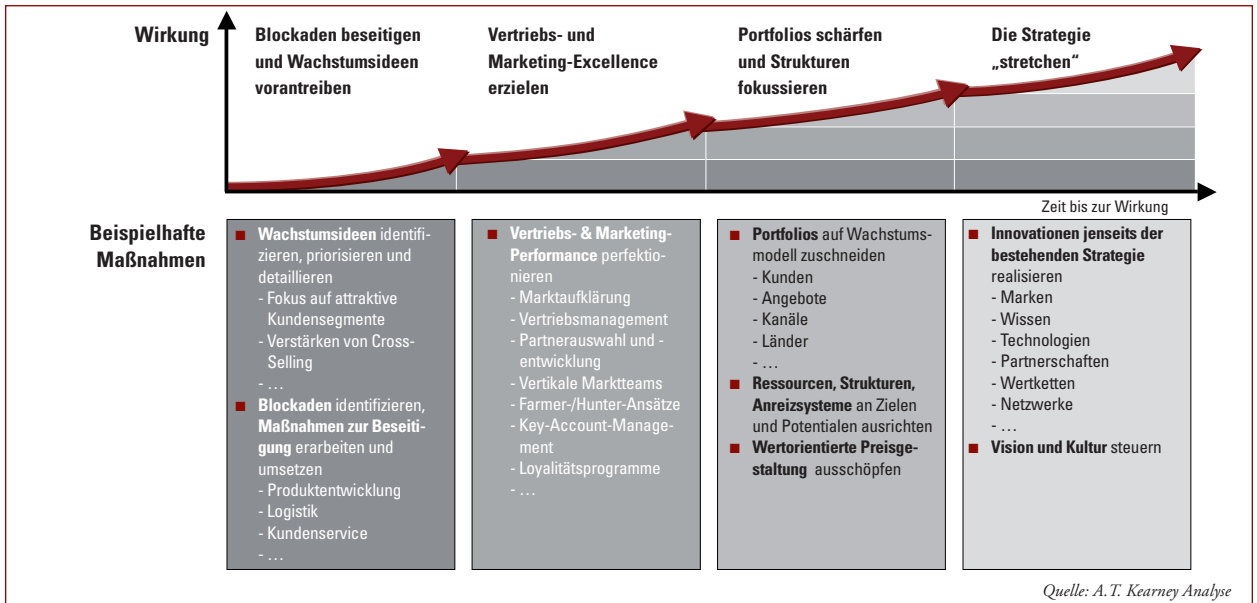 Wirkung
Blockaden beseitigen
und Wachstumsideen
vorantreiben
Vertriebs- und
Marketing-Excellence
erzielen
Portfolios schärfen
und Strukturen
fokussieren
Die Strategie
„stretchen“
Zeit bis zur Wirkung
Beispielhafte
Maßnahmen
■ Wachstumsideen identifi-
zieren, priorisieren und
detaillieren
- Fokus auf attraktive
Kundensegmente
- Verstärken von Cross-
Selling
- …
■ Blockaden identifizieren,
Maßnahmen zur Beseiti-
gung erarbeiten und
umsetzen
- Produktentwicklung
- Logistik
- Kundenservice
- …
■ Vertriebs- & Marketing-
Performance perfektio-
nieren
- Marktaufklärung
- Vertriebsmanagement
- Partnerauswahl und -
entwicklung
- Vertikale Marktteams
- Farmer-/Hunter-Ansätze
- Key-Account-Manage-
ment
- Loyalitätsprogramme
- …
■ Portfolios auf Wachstums-
modell zuschneiden
- Kunden
- Angebote
- Kanäle
- Länder
- …
■ Ressourcen, Strukturen,
Anreizsysteme an Zielen
und Potentialen ausrichten
■ Wertorientierte Preisge-
staltung ausschöpfen
■ Innovationen jenseits der
bestehenden Strategie
realisieren
- Marken
- Wissen
- Technologien
- Partnerschaften
- Wertketten
- Netzwerke
- …
■ Vision und Kultur steuern
Quelle: A.T. Kearney Analyse